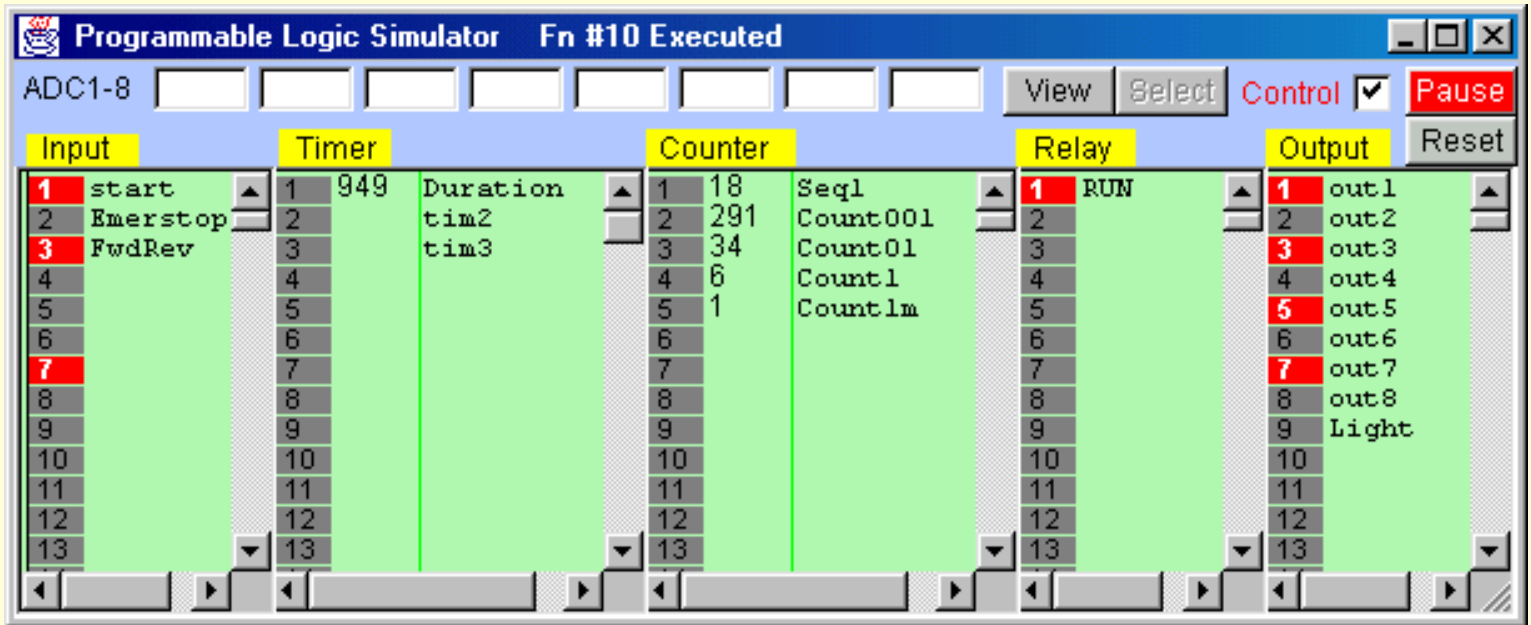 Programmable Logic Simulator Fn #10 Executed
ADC1-8 View Select Control Pause
Reset
Input Timer Counter Relay Output
1 start 1 949 Duration 1 18 Seq1 1 RUN 1 out1
2 Emerstop 2 tim2 2 291 Count001 2 2 out2
3 FwdRev 3 tim3 3 34 Count01 3 3 out3
4 4 4 6 Count1 4 4 out4
5 5 5 1 Count1m 5 5 out5
6 6 6 6 6 out6
7 7 7 7 7 out7
8 8 8 8 8 out8
9 9 9 9 9 Light
10 10 10 10 10
11 11 11 11 11
12 12 12 12 12
13 13 13 13 13